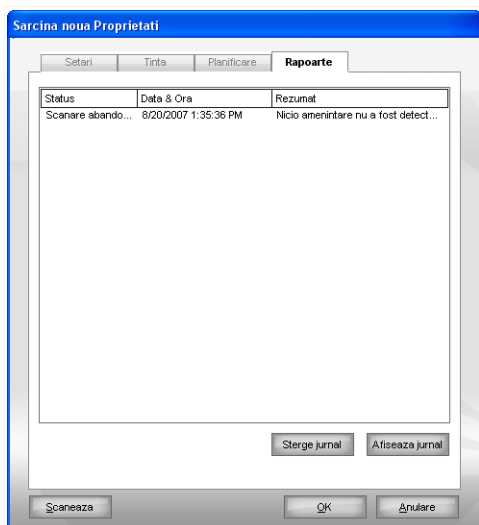 Sarcina noua Proprietati
Setari Tinta Planificare Rapoarte
Status Data & Ora Rezumat
Scanare abando... 8/20/2007 1:35:36 PM Nicio amenintare nu a fost detect...
Sterge jurnal Afiseaza jurnal
Scaneaza OK Anulare